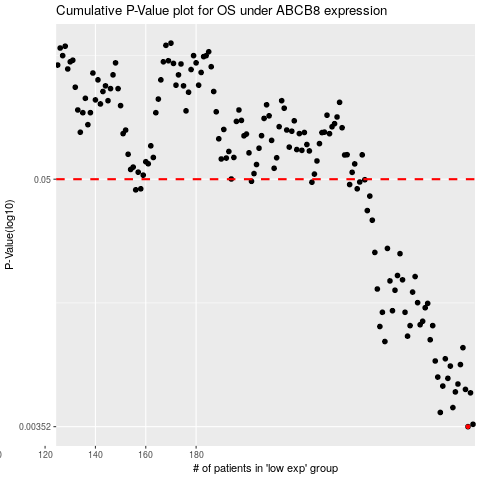 Cumulative P-Value plot for OS under ABCB8 expression
P-Value(log10)
0.05
0.00352
0 120 140 160 180
# of patients in 'low exp' group